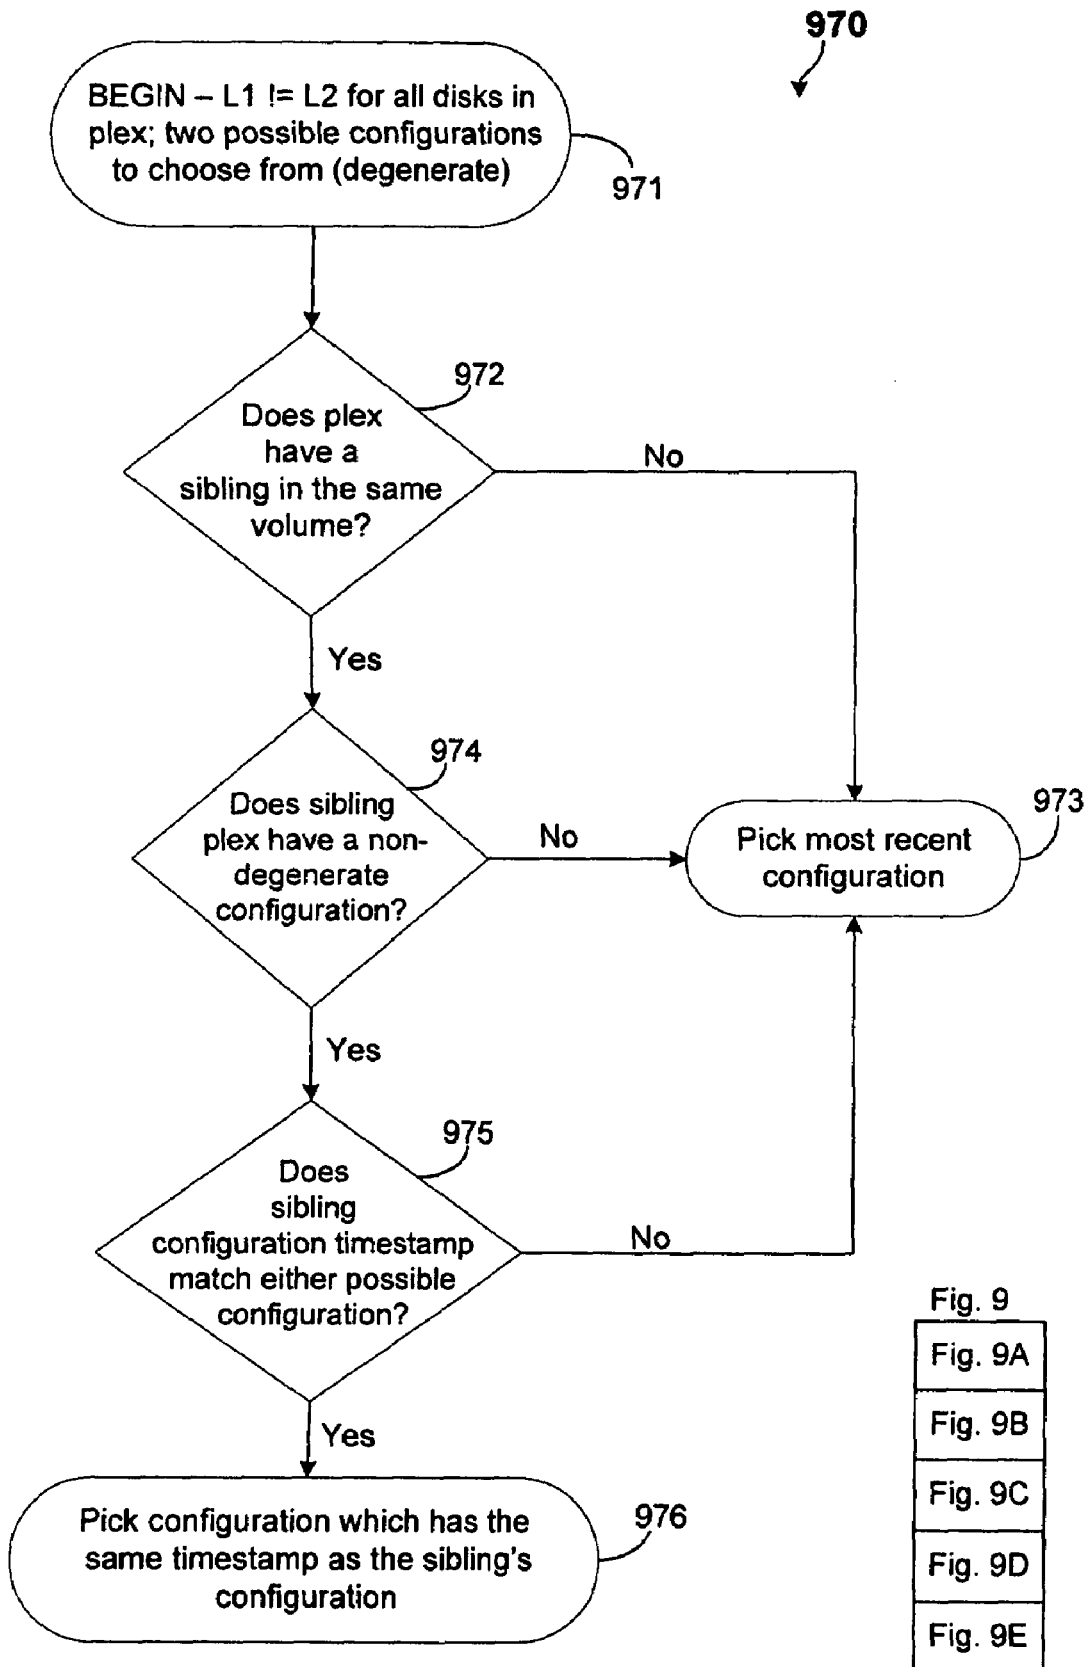 970
BEGIN – L1 != L2 for all disks in
plex; two possible configurations
to choose from (degenerate)
971
972
Does plex
have a
sibling in the same
volume?
No
Yes
974
Does sibling
plex have a non-
degenerate
configuration?
No
973
Pick most recent
configuration
Yes
975
Does
sibling
configuration timestamp
match either possible
configuration?
No
Yes
Pick configuration which has the
same timestamp as the sibling's
configuration
976
Fig. 9
Fig. 9A
Fig. 9B
Fig. 9C
Fig. 9D
Fig. 9E